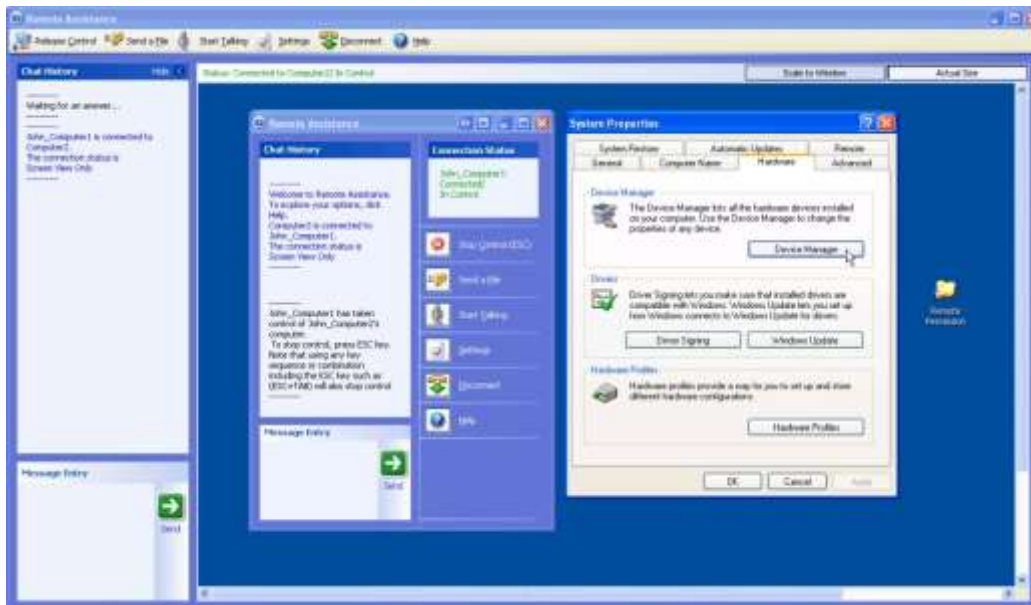 Remote Assistance
Release Control Send a File Start Talking Settings Disconnect Help
Chat History Hide
Status: Connected to Computer2 In Control
Scale to Window Actual Size
Waiting for an answer...
John_Computer1 is connected to
Computer2.
The connection status is
Screen View Only
Message Entry
Send
Remote Assistance
Chat History
Welcome to Remote Assistance.
To explore your options, click
Help.
Computer2 is connected to
John_Computer1.
The connection status is
Screen View Only
John_Computer1 has taken
control of John_Computer2's
computer.
To stop control, press ESC key.
Note that using any key
sequence or combination
including the ESC key such as
(ESC+TAB) will also stop control
Message Entry
Send
Connection Status
John_Computer1
Connected/
In Control
Stop Control (ESC)
Send a File
Start Talking
Settings
Disconnect
Help
System Properties
System Restore Automatic Updates Remote
General Computer Name Hardware Advanced
Device Manager
The Device Manager lists all the hardware devices installed
on your computer. Use the Device Manager to change the
properties of any device.
Device Manager
Drivers
Driver Signing lets you make sure that installed drivers are
compatible with Windows. Windows Update lets you set up
how Windows connects to Windows Update for drivers.
Driver Signing Windows Update
Hardware Profiles
Hardware profiles provide a way for you to set up and store
different hardware configurations.
Hardware Profiles
OK Cancel Apply
Remote